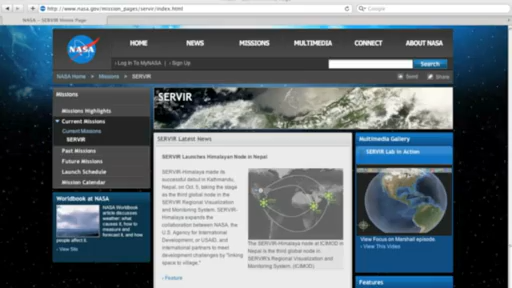 http://www.nasa.gov/mission_pages/servir/index.html
Google
NASA - SERVIR Home Page
NASA
HOME
NEWS
MISSIONS
MULTIMEDIA
CONNECT
ABOUT NASA
› Log In To MyNASA | › Sign Up
Search
NASA Home > Missions > SERVIR
Send
Share
Missions
Missions Highlights
Current Missions
Current Missions
SERVIR
Past Missions
Future Missions
Launch Schedule
Mission Calendar
Worldbook at NASA
NASA Worldbook
article discusses
weather: what
causes it, how to
measure and
forecast it, and how
people affect it.
› View Site
SERVIR
SERVIR Latest News
SERVIR Launches Himalayan Node in Nepal
SERVIR-Himalaya made its
successful debut in Kathmandu,
Nepal, on Oct. 5, taking the stage
as the third global node in the
SERVIR Regional Visualization
and Monitoring System. SERVIR-
Himalaya expands the
collaboration between NASA, the
U.S. Agency for International
Development, or USAID, and
international partners to meet
development challenges by "linking
space to village."
› Feature
The SERVIR-Himalaya node at ICIMOD in
Nepal is the third global node in
SERVIR's Regional Visualization and
Monitoring System. (ICIMOD)
Multimedia Gallery
SERVIR Lab in Action
View Focus on Marshall episode.
› View This Video
Features